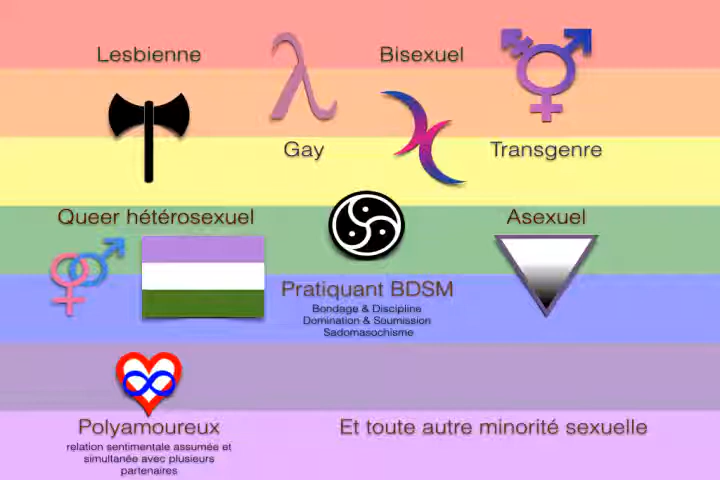 Lesbienne
Bisexuel
Gay
Transgenre
Queer hétérosexuel
Asexuel
Pratiquant BDSM
Bondage & Discipline
Domination & Soumission
Sadomasochisme
Polyamoureux
relation sentimentale assumée et
simultanée avec plusieurs
partenaires
Et toute autre minorité sexuelle